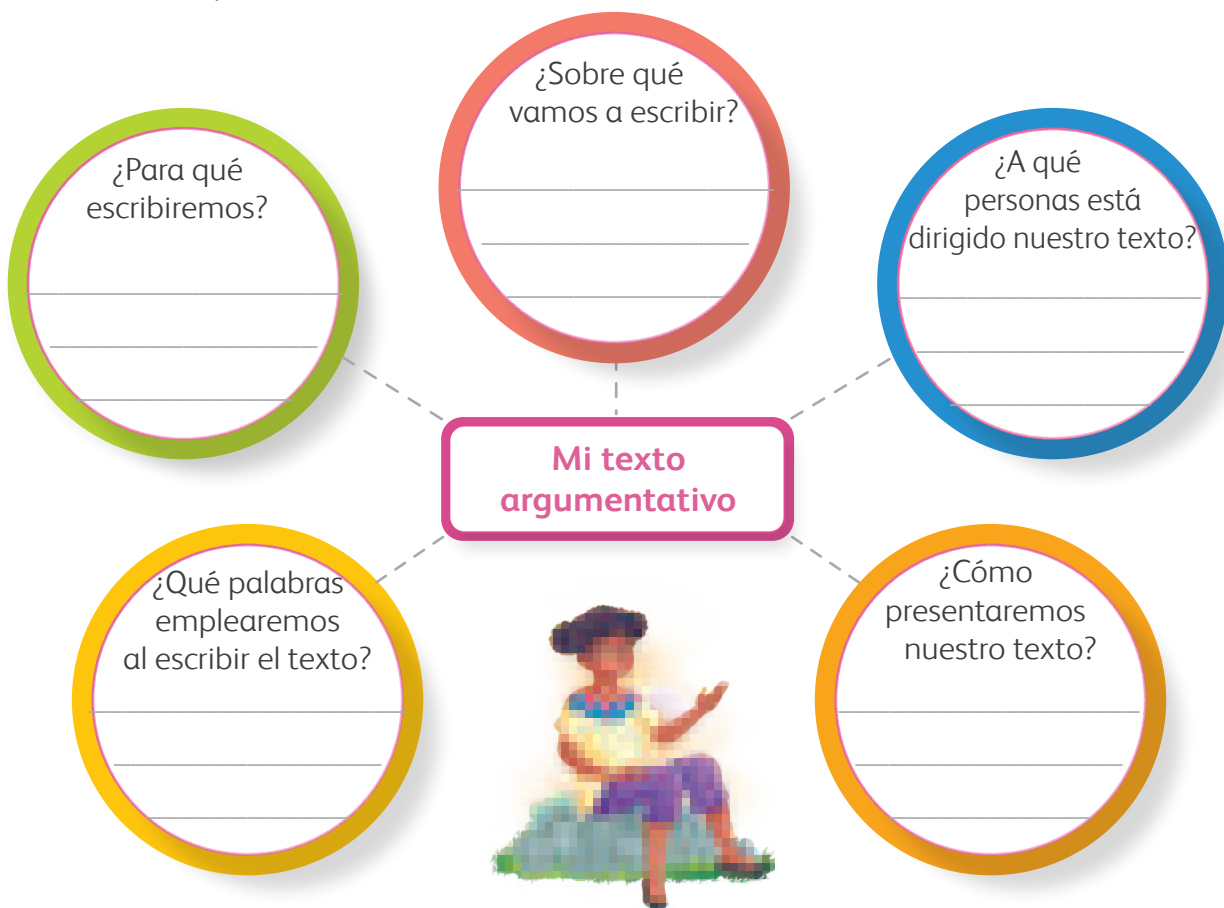 ¿Sobre qué
vamos a escribir?
¿Para qué
escribiremos?
¿A qué
personas está
dirigido nuestro texto?
Mi texto
argumentativo
¿Qué palabras
emplearemos
al escribir el texto?
¿Cómo
presentaremos
nuestro texto?